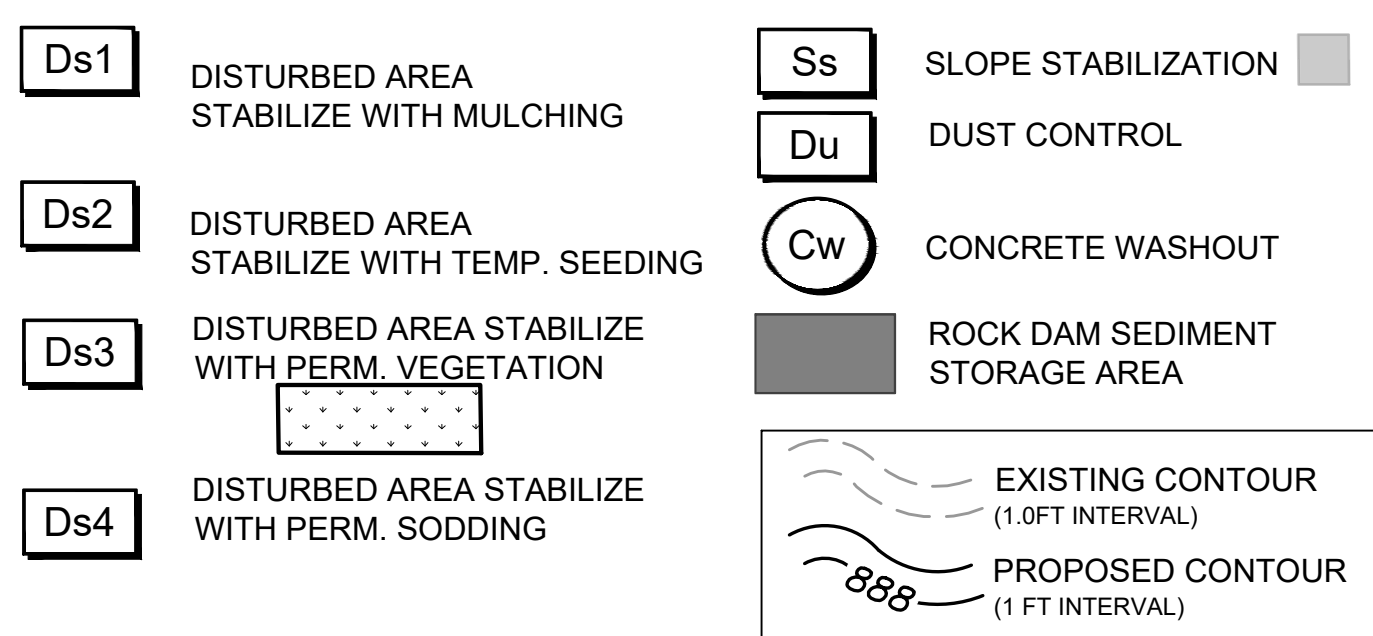 Ds1
DISTURBED AREA
STABILIZE WITH MULCHING
Ds2
DISTURBED AREA
STABILIZE WITH TEMP. SEEDING
Ds3
DISTURBED AREA STABILIZE
WITH PERM. VEGETATION
Ds4
DISTURBED AREA STABILIZE
WITH PERM. SODDING
Ss
SLOPE STABILIZATION
Du
DUST CONTROL
Cw
CONCRETE WASHOUT
ROCK DAM SEDIMENT
STORAGE AREA
EXISTING CONTOUR
(1.0FT INTERVAL)
888
PROPOSED CONTOUR
(1 FT INTERVAL)